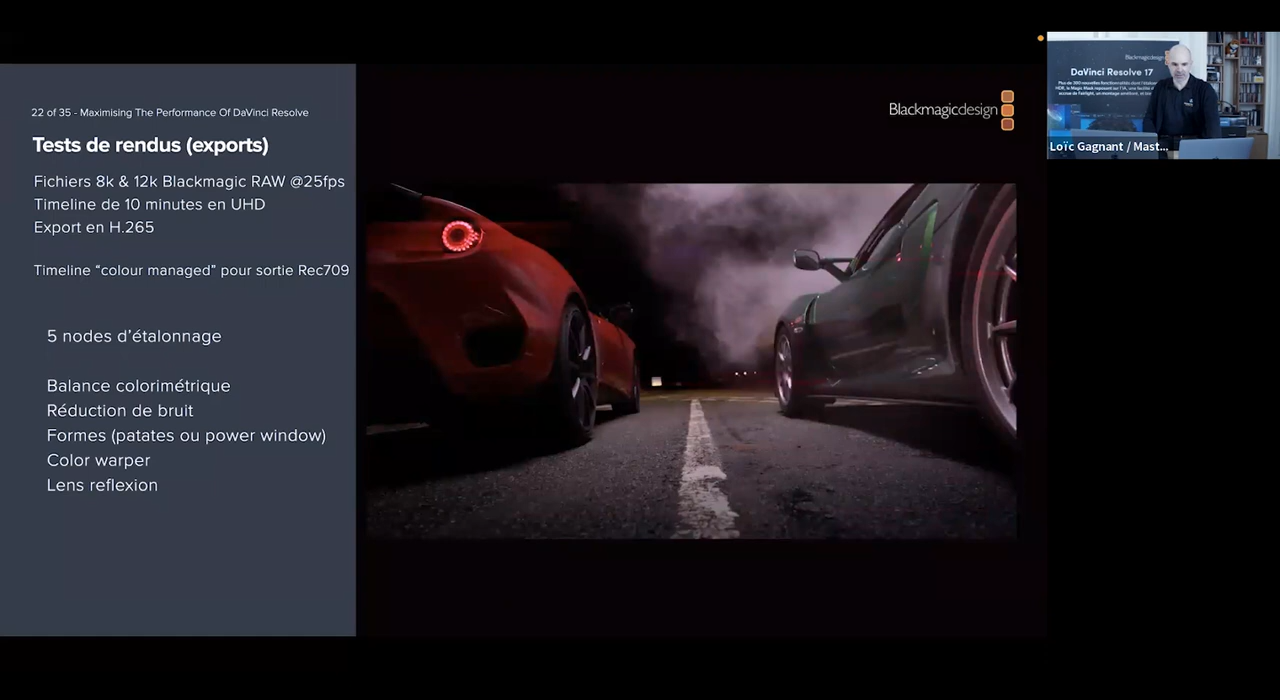 22 of 35 - Maximising The Performance Of DaVinci Resolve
Tests de rendus (exports)
Fichiers 8k & 12k Blackmagic RAW @25fps
Timeline de 10 minutes en UHD
Export en H.265
Timeline “colour managed” pour sortie Rec709
5 nodes d’étalonnage
Balance colorimétrique
Réduction de bruit
Formes (patates ou power window)
Color warper
Lens reflexion
Blackmagicdesign
Blackmagicdesign
DaVinci Resolve 17
Loïc Gagnant / Mast...